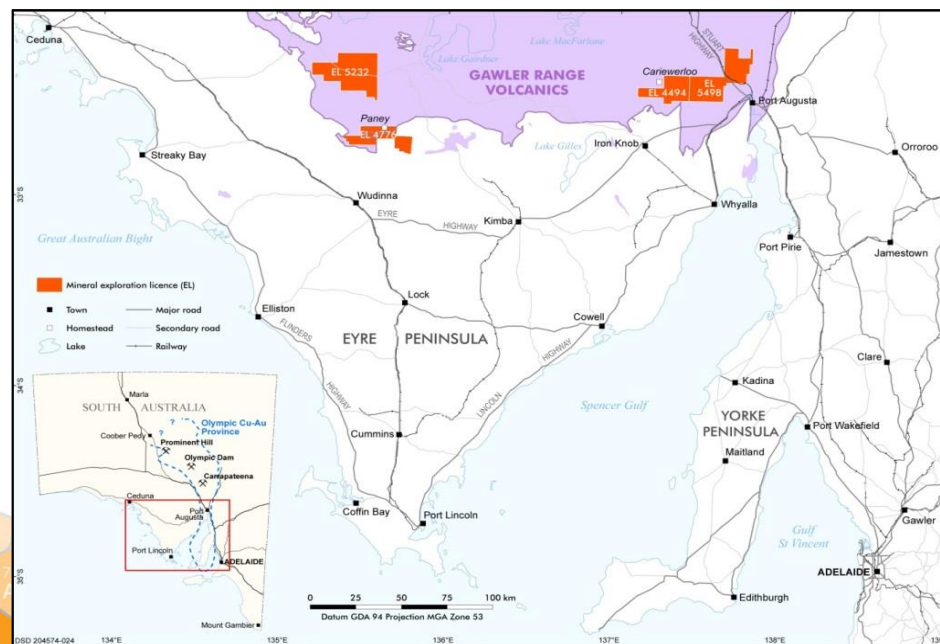 Ceduna
Lake Gairdner
Lake MacFarlane
STUART
HIGHWAY
EL 5232
GAWLER RANGE
VOLCANICS
Cariewerloo
EL 4494
EL
5498
Port Augusta
Paney
EL 4776
Lake Gilles
Iron Knob
Orroroo
Streaky Bay
33°S
Wudinna
EYRE
HIGHWAY
Kimba
Whyalla
Great Australian Bight
Port Pirie
Jamestown
Mineral exploration licence (EL)
Town
Major road
Homestead
Secondary road
Lake
Railway
Elliston
Lock
FLINDERS
HIGHWAY
EYRE
PENINSULA
Cowell
LINCOLN
HIGHWAY
Clare
34°S
Spencer Gulf
Kadina
YORKE
PENINSULA
Port Wakefield
Maitland
Cummins
Coffin Bay
Port Lincoln
Gawler
Gulf
St Vincent
ADELAIDE
Edithburgh
35°S
Marla
SOUTH AUSTRALIA
Olympic Cu-Au
Province
?
?
?
Coober Pedy
Prominent Hill
Olympic Dam
Carrapateena
Ceduna
Port
Augusta
Port Lincoln
ADELAIDE
Mount Gambier
0 25 50 75 100 km
Datum GDA 94 Projection MGA Zone 53
DSD 204574-024
134°E
135°E
136°E
137°E
138°E